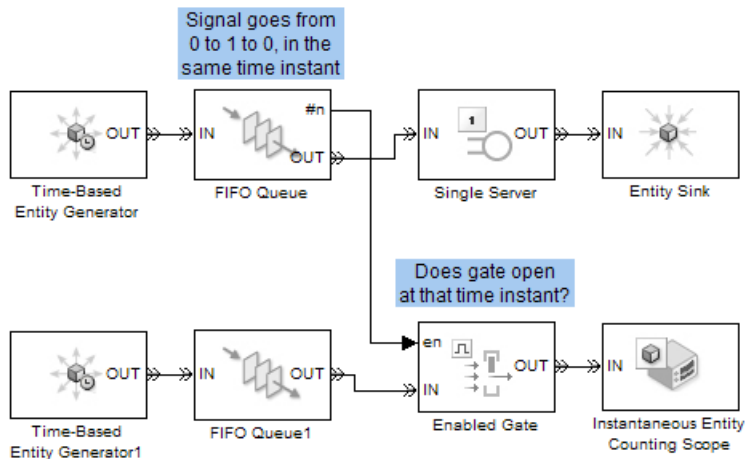 Signal goes from
0 to 1 to 0, in the
same time instant
OUT
Time-Based
Entity Generator
IN
#n
OUT
FIFO Queue
IN
1
OUT
Single Server
IN
Entity Sink
Does gate open
at that time instant?
OUT
Time-Based
Entity Generator1
IN
OUT
FIFO Queue1
en
IN
OUT
Enabled Gate
IN
Instantaneous Entity
Counting Scope